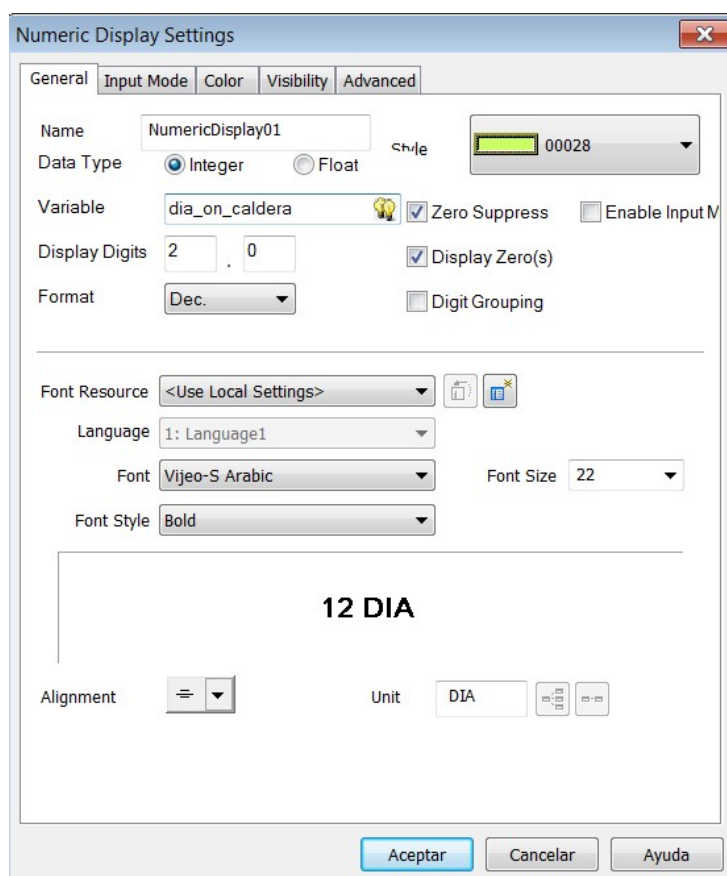 Numeric Display Settings
General Input Mode Color Visibility Advanced
Name NumericDisplay01 Style 00028
Data Type Integer Float
Variable dia_on_caldera Zero Suppress Enable Input M
Display Digits 2 . 0 Display Zero(s)
Format Dec. Digit Grouping
Font Resource <Use Local Settings>
Language 1: Language1
Font Vijeo-S Arabic Font Size 22
Font Style Bold
12 DIA
Alignment Unit DIA
Aceptar Cancelar Ayuda